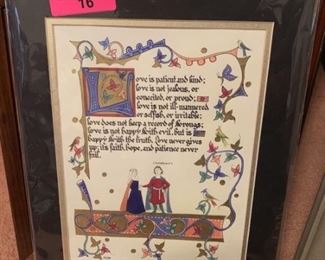 16
Love is patient and kind;
love is not jealous, or
conceited, or proud;
love is not ill-mannered
or selfish, or irritable;
love does not keep a record of wrongs;
love is not happy with evil, but is
happy with the truth. Love never gives
up; its faith, hope, and patience never
fail.